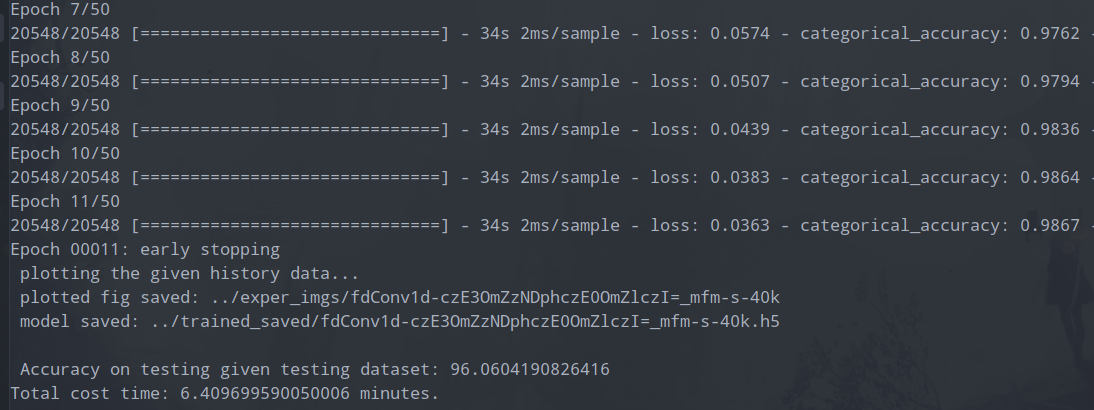 Epoch 7/50
20548/20548 [==============================] - 34s 2ms/sample - loss: 0.0574 - categorical_accuracy: 0.9762 -
Epoch 8/50
20548/20548 [==============================] - 34s 2ms/sample - loss: 0.0507 - categorical_accuracy: 0.9794 -
Epoch 9/50
20548/20548 [==============================] - 34s 2ms/sample - loss: 0.0439 - categorical_accuracy: 0.9836 -
Epoch 10/50
20548/20548 [==============================] - 34s 2ms/sample - loss: 0.0383 - categorical_accuracy: 0.9864 -
Epoch 11/50
20548/20548 [==============================] - 34s 2ms/sample - loss: 0.0363 - categorical_accuracy: 0.9867 -
Epoch 00011: early stopping
plotting the given history data...
plotted fig saved: ../exper_imgs/fdConv1d-czE3OmZzNDphczE0OmZlczI=_mfm-s-40k
model saved: ../trained_saved/fdConv1d-czE3OmZzNDphczE0OmZlczI=_mfm-s-40k.h5
Accuracy on testing given testing dataset: 96.0604190826416
Total cost time: 6.409699590050006 minutes.